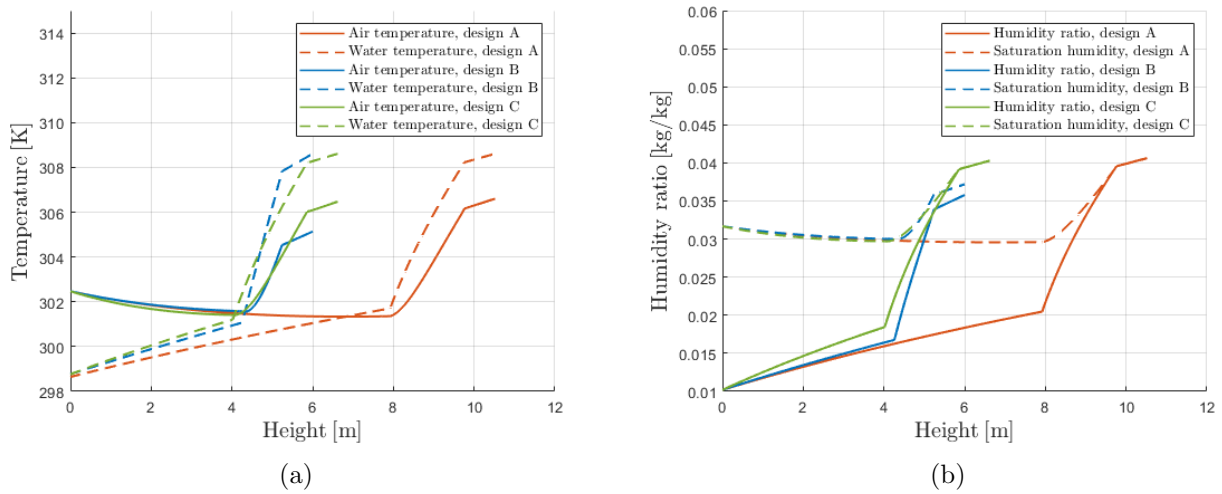 315
313
311
309
308
306
304
302
300
298
0
2
4
6
8
10
12
Temperature [K]
Height [m]
Air temperature, design A
Water temperature, design A
Air temperature, design B
Water temperature, design B
Air temperature, design C
Water temperature, design C
(a)
0.06
0.055
0.05
0.045
0.04
0.035
0.03
0.025
0.02
0.015
0.01
0
2
4
6
8
10
12
Humidity ratio [kg/kg]
Height [m]
Humidity ratio, design A
Saturation humidity, design A
Humidity ratio, design B
Saturation humidity, design B
Humidity ratio, design C
Saturation humidity, design C
(b)